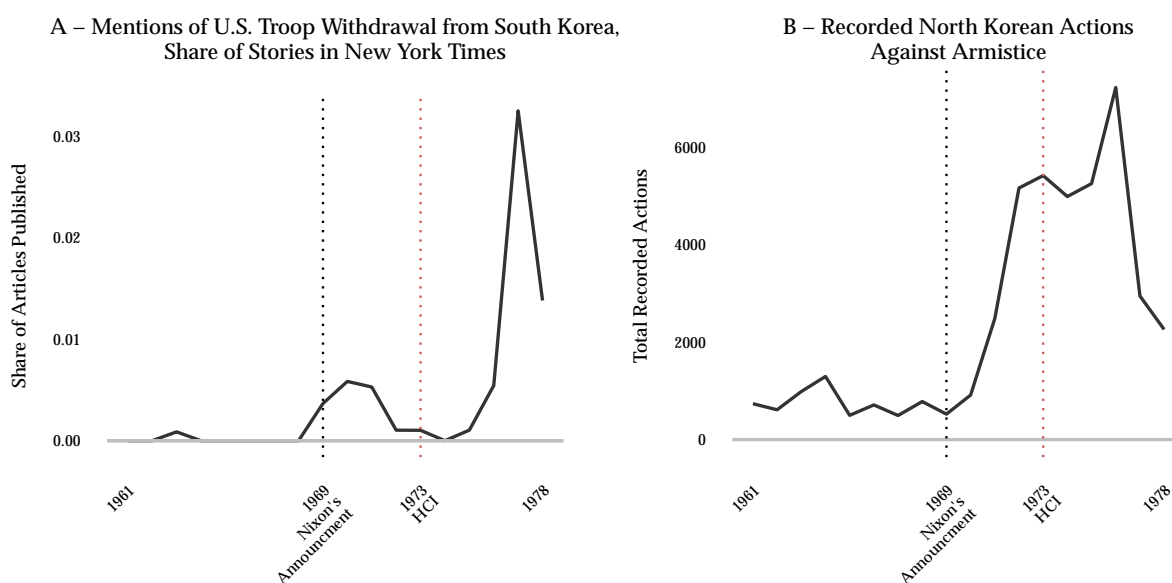 A – Mentions of U.S. Troop Withdrawal from South Korea,
Share of Stories in New York Times
Share of Articles Published
0.03
0.02
0.01
0.00
1961
1969
Nixon's
Announcment
1973
HCI
1978
B – Recorded North Korean Actions
Against Armistice
Total Recorded Actions
6000
4000
2000
0
1961
1969
Nixon's
Announcment
1973
HCI
1978